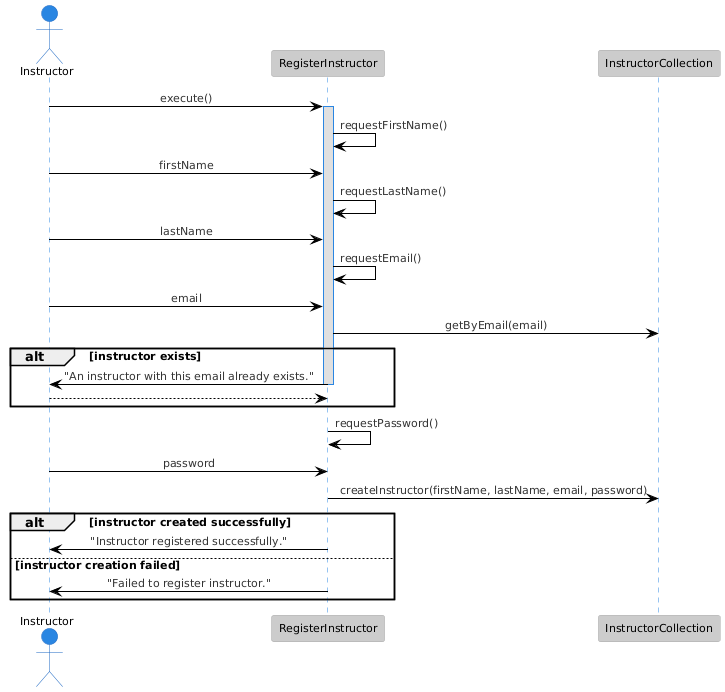 Instructor
RegisterInstructor
InstructorCollection
execute()
requestFirstName()
firstName
requestLastName()
lastName
requestEmail()
email
getByEmail(email)
alt [instructor exists]
"An instructor with this email already exists."
requestPassword()
password
createInstructor(firstName, lastName, email, password)
alt [instructor created successfully]
"Instructor registered successfully."
[instructor creation failed]
"Failed to register instructor."
Instructor
RegisterInstructor
InstructorCollection